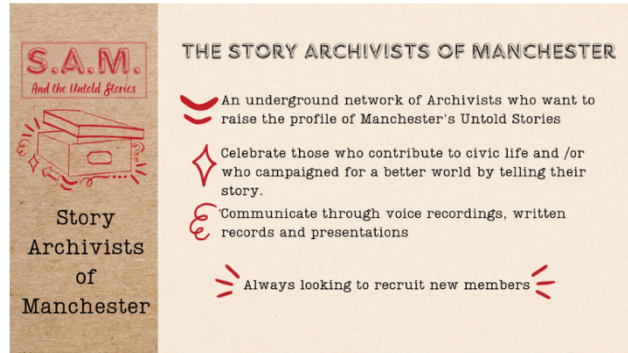 S.A.M.
And the Untold Stories
Story
Archivists
of
Manchester
THE STORY ARCHIVISTS OF MANCHESTER
An underground network of Archivists who want to
raise the profile of Manchester's Untold Stories
Celebrate those who contribute to civic life and /or
who campaigned for a better world by telling their
story.
Communicate through voice recordings, written
records and presentations
Always looking to recruit new members